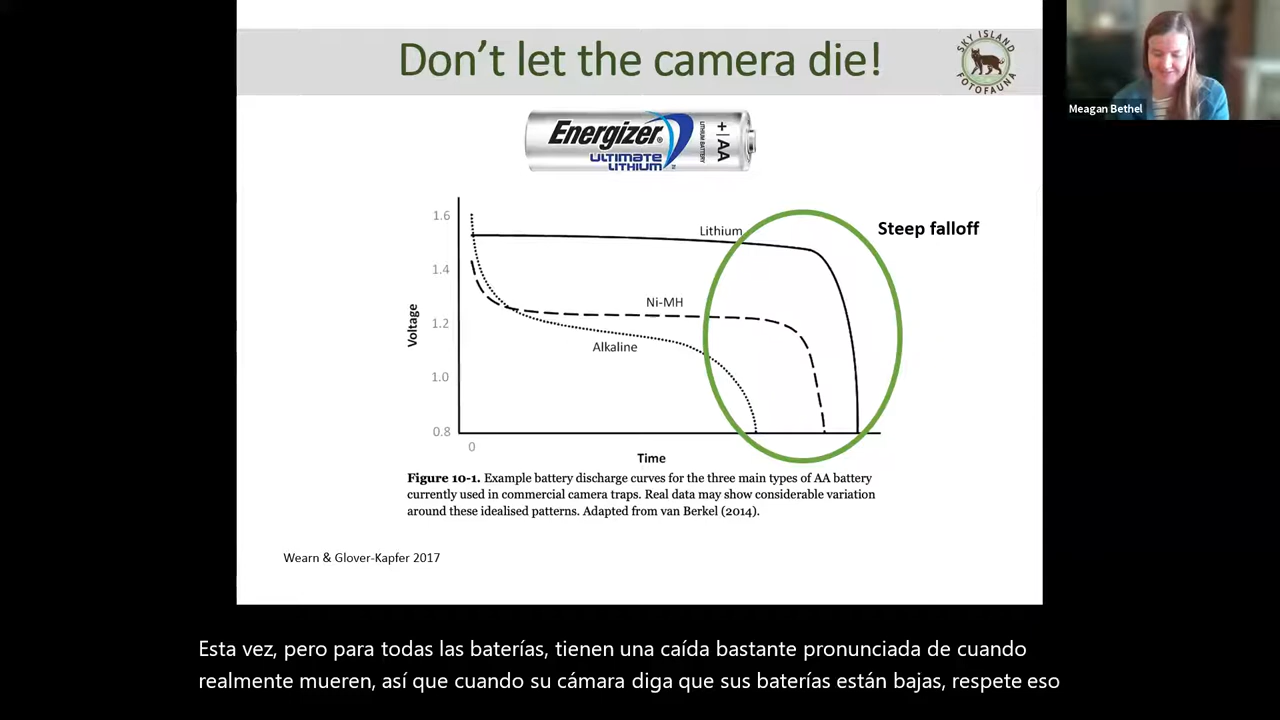 Don't let the camera die!
SKY ISLAND
FOTOFAUNA
Meagan Bethel
Energizer
ULTIMATE
LITHIUM
+ AA
LITHIUM BATTERY
Steep falloff
1.6
1.4
1.2
1.0
0.8
0
Voltage
Time
Lithium
Ni-MH
Alkaline
Figure 10-1. Example battery discharge curves for the three main types of AA battery
currently used in commercial camera traps. Real data may show considerable variation
around these idealised patterns. Adapted from van Berkel (2014).
Wearn & Glover-Kapfer 2017
Esta vez, pero para todas las baterías, tienen una caída bastante pronunciada de cuando
realmente mueren, así que cuando su cámara diga que sus baterías están bajas, respete eso